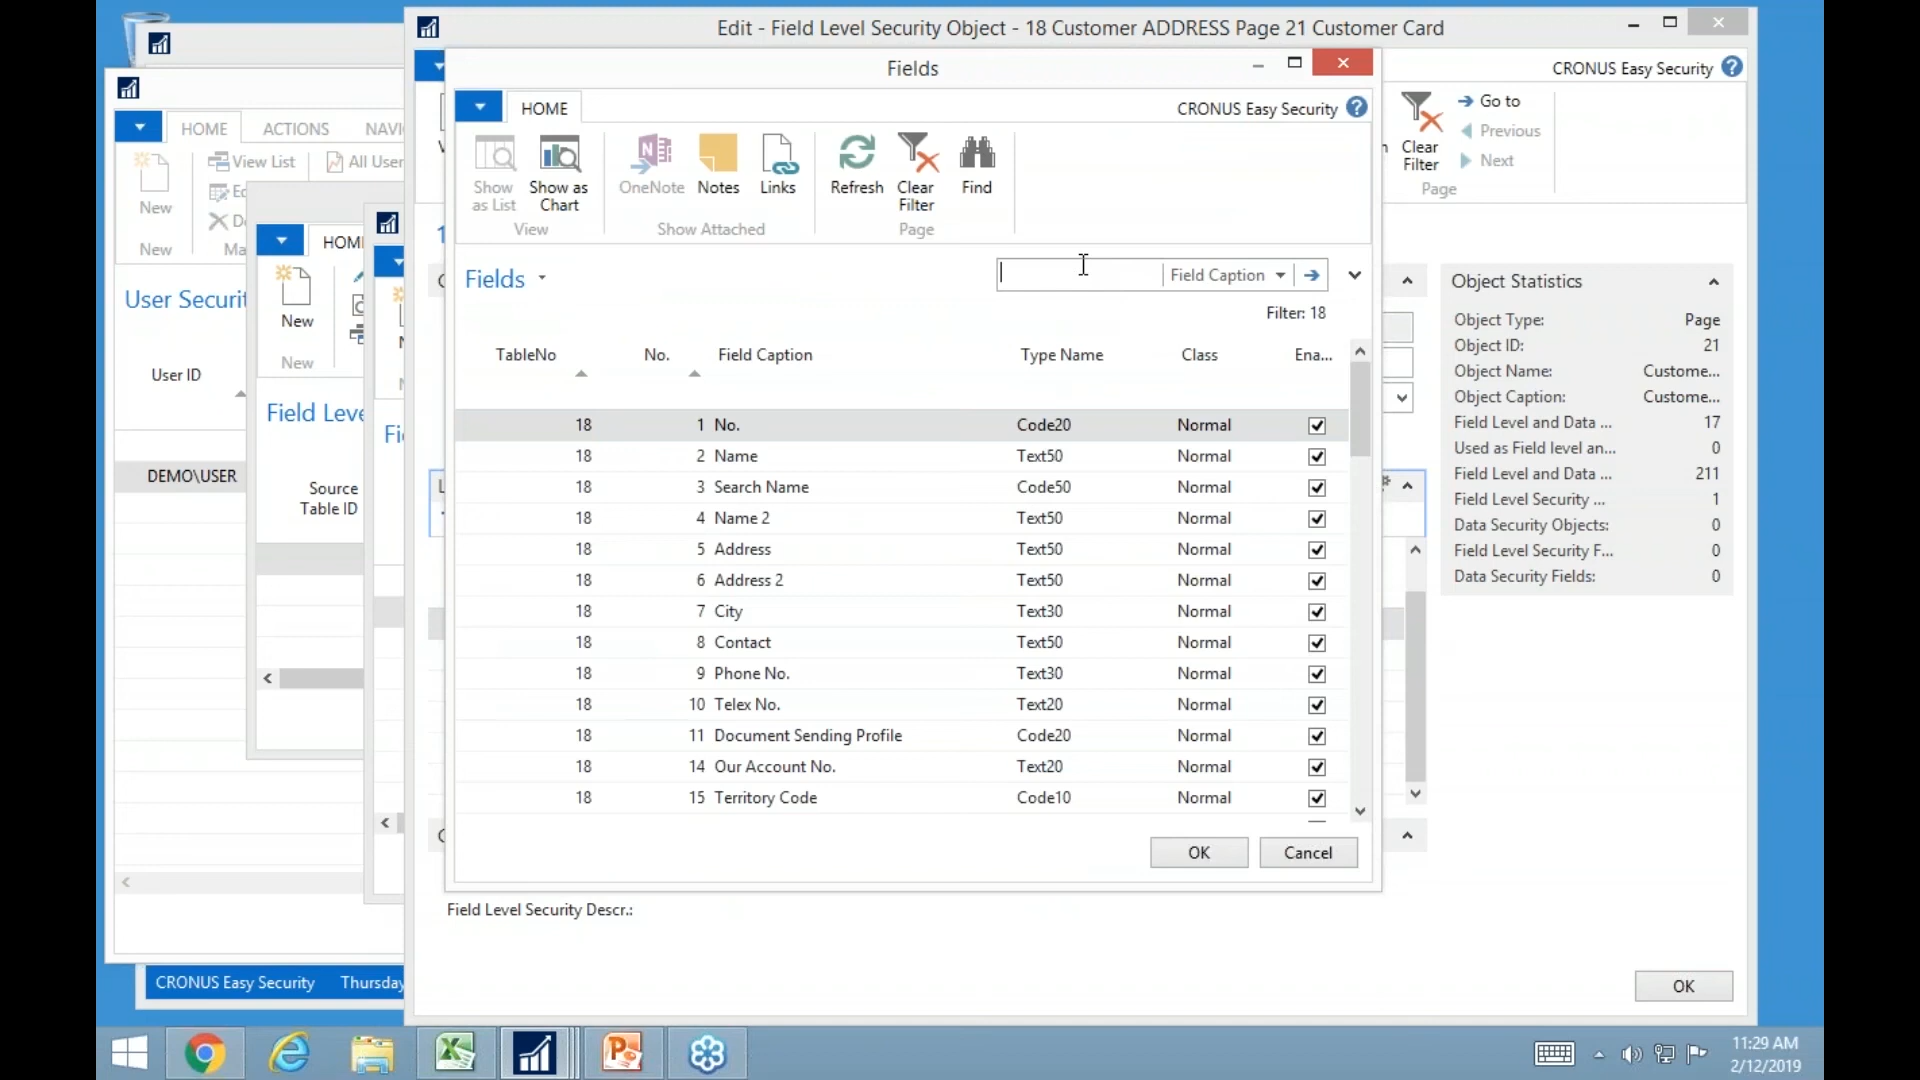 Edit - Field Level Security Object - 18 Customer ADDRESS Page 21 Customer Card
Fields
CRONUS Easy Security
HOME
CRONUS Easy Security
Go to
Previous
Next
Clear Filter
Page
HOME
ACTIONS
View List
All User
New
New
Show as List
Show as Chart
View
OneNote
Notes
Links
Show Attached
Refresh
Clear Filter
Find
Page
New
New
Fields
Field Caption
Filter: 18
TableNo No. Field Caption Type Name Class Ena...
18 1 No. Code20 Normal
18 2 Name Text50 Normal
18 3 Search Name Code50 Normal
18 4 Name 2 Text50 Normal
18 5 Address Text50 Normal
18 6 Address 2 Text50 Normal
18 7 City Text30 Normal
18 8 Contact Text50 Normal
18 9 Phone No. Text30 Normal
18 10 Telex No. Text20 Normal
18 11 Document Sending Profile Code20 Normal
18 14 Our Account No. Text20 Normal
18 15 Territory Code Code10 Normal
OK Cancel
User ID
DEMO\USER
Source
Table ID
Object Statistics
Object Type: Page
Object ID: 21
Object Name: Custome...
Object Caption: Custome...
Field Level and Data ... 17
Used as Field level an... 0
Field Level and Data ... 211
Field Level Security ... 1
Data Security Objects: 0
Field Level Security F... 0
Data Security Fields: 0
Field Level Security Descr.:
CRONUS Easy Security Thursday
OK
11:29 AM
2/12/2019